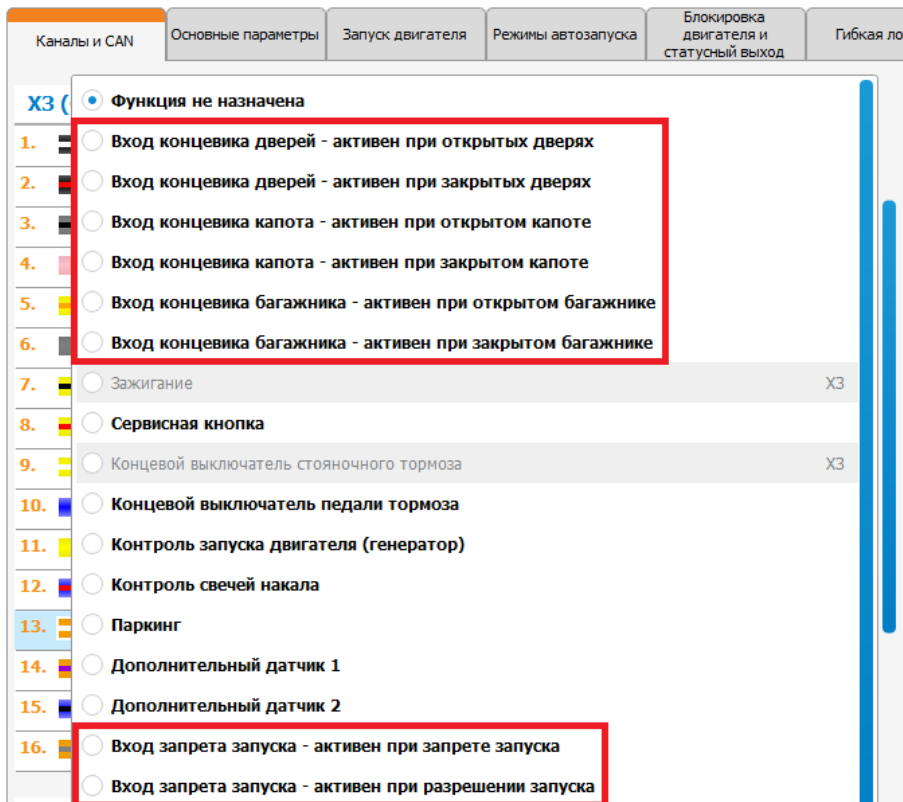 Каналы и CAN
Основные параметры
Запуск двигателя
Режимы автозапуска
Блокировка
двигателя и
статусный выход
Гибкая ло
X3 (
Функция не назначена
1.
Вход концевика дверей - активен при открытых дверях
2.
Вход концевика дверей - активен при закрытых дверях
3.
Вход концевика капота - активен при открытом капоте
4.
Вход концевика капота - активен при закрытом капоте
5.
Вход концевика багажника - активен при открытом багажнике
6.
Вход концевика багажника - активен при закрытом багажнике
7.
Зажигание X3
8.
Сервисная кнопка
9.
Концевой выключатель стояночного тормоза X3
10.
Концевой выключатель педали тормоза
11.
Контроль запуска двигателя (генератор)
12.
Контроль свечей накала
13.
Паркинг
14.
Дополнительный датчик 1
15.
Дополнительный датчик 2
16.
Вход запрета запуска - активен при запрете запуска
Вход запрета запуска - активен при разрешении запуска